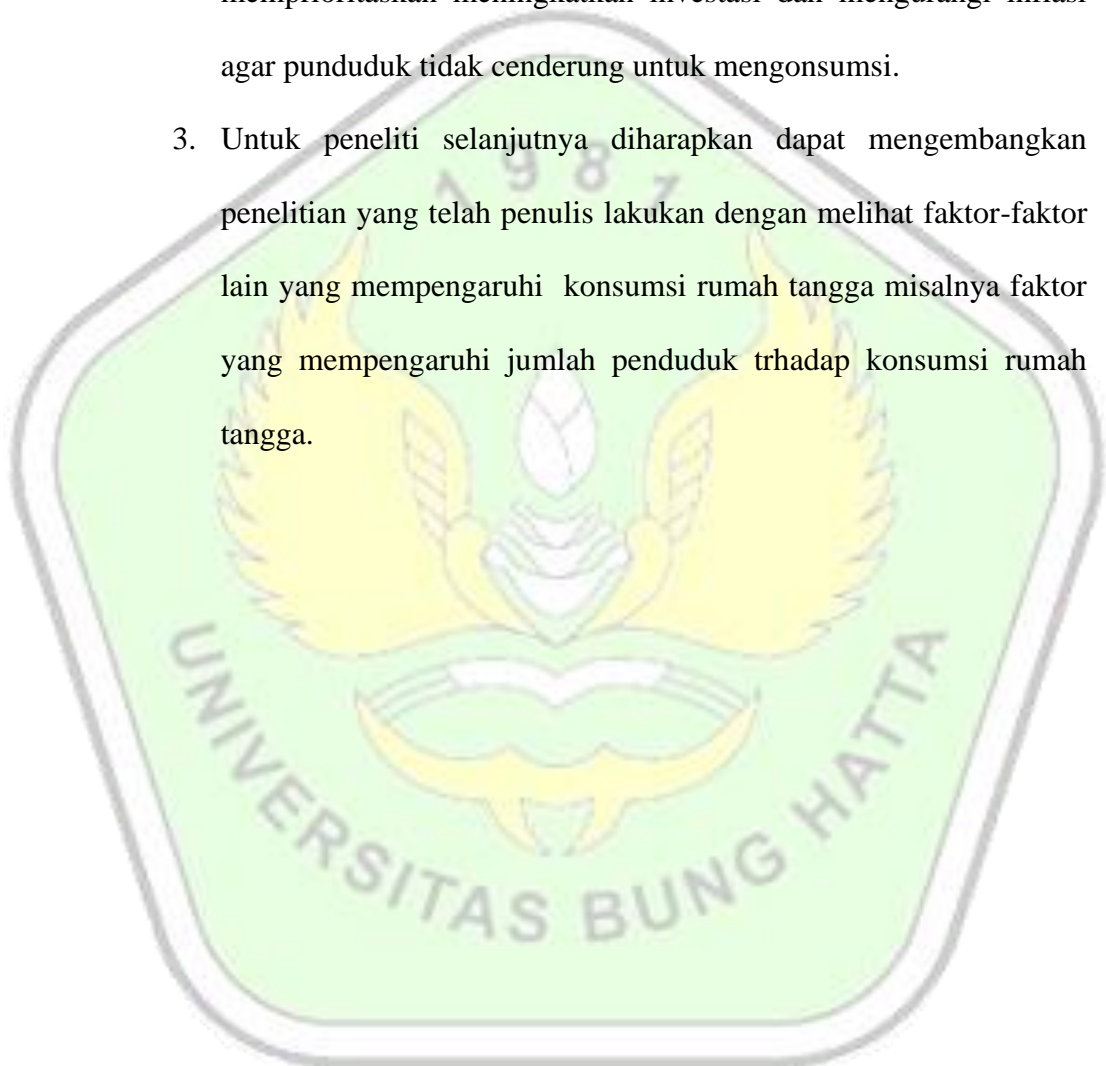 memprioritaskan meningkatkan investasi dan mengurangi inflasi
agar punduduk tidak cenderung untuk mengonsumsi.
3. Untuk peneliti selanjutnya diharapkan dapat mengembangkan
penelitian yang telah penulis lakukan dengan melihat faktor-faktor
lain yang mempengaruhi konsumsi rumah tangga misalnya faktor
yang mempengaruhi jumlah penduduk trhadap konsumsi rumah
tangga.
1981
UNIVERSITAS BUNG HATTA